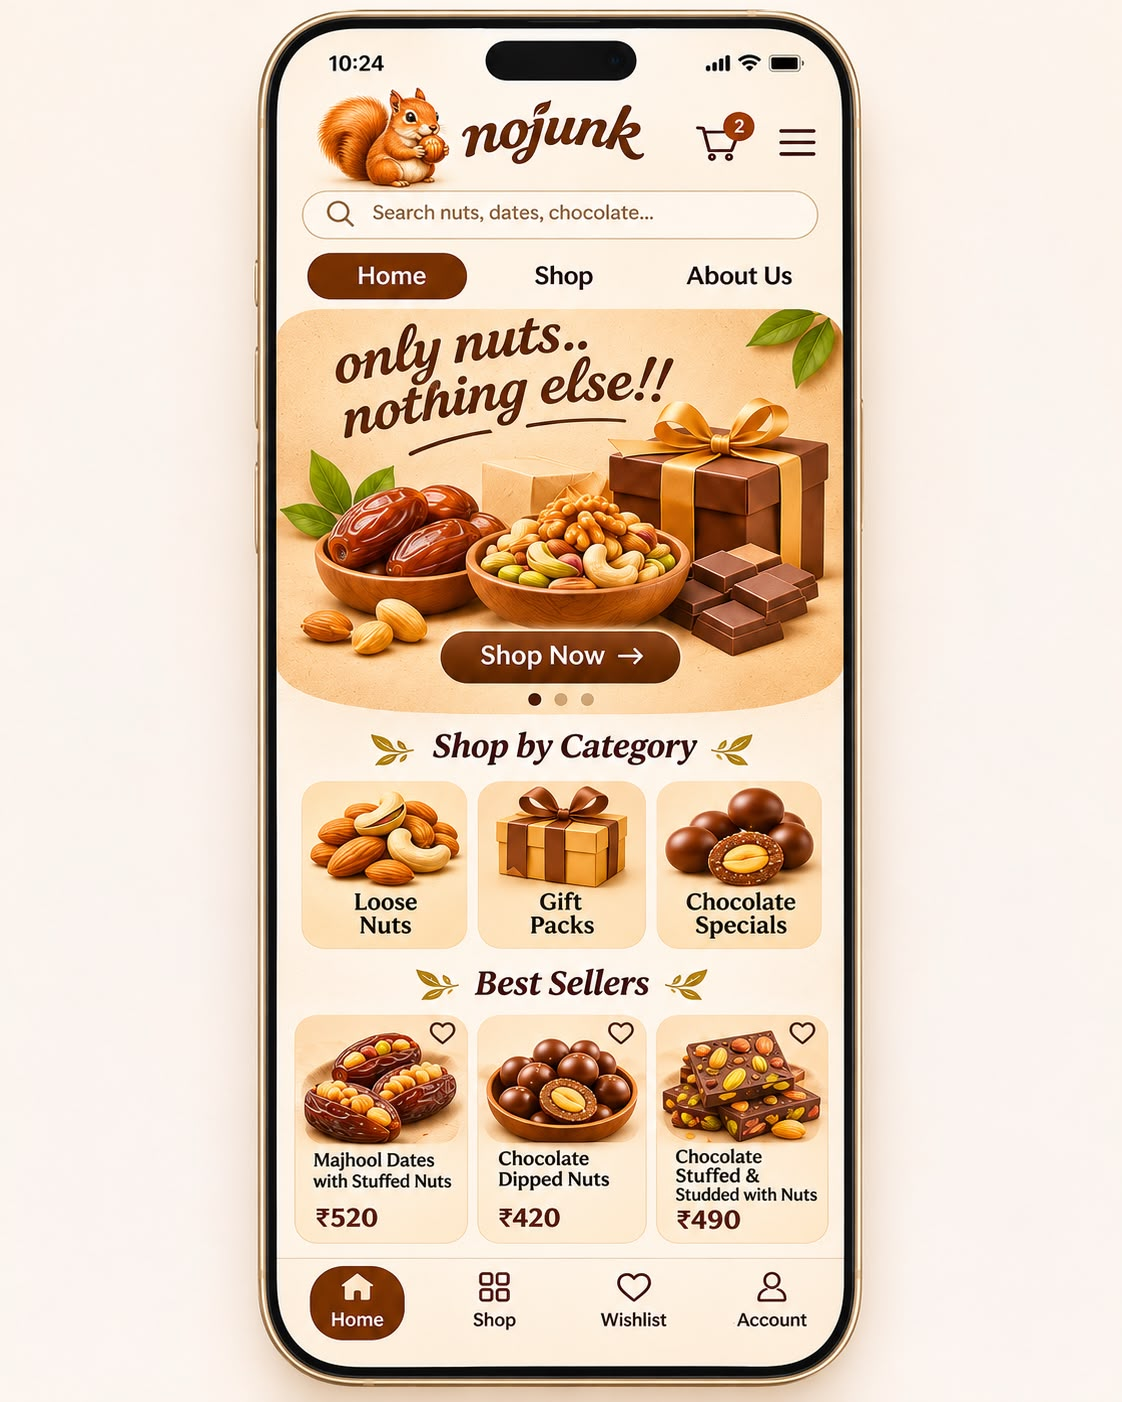 10:24
nojunk
2
Search nuts, dates, chocolate...
Home
Shop
About Us
only nuts..
nothing else!!
Shop Now →
Shop by Category
Loose
Nuts
Gift
Packs
Chocolate
Specials
Best Sellers
Majhool Dates
with Stuffed Nuts
₹520
Chocolate
Dipped Nuts
₹420
Chocolate
Stuffed &
Studded with Nuts
₹490
Home
Shop
Wishlist
Account